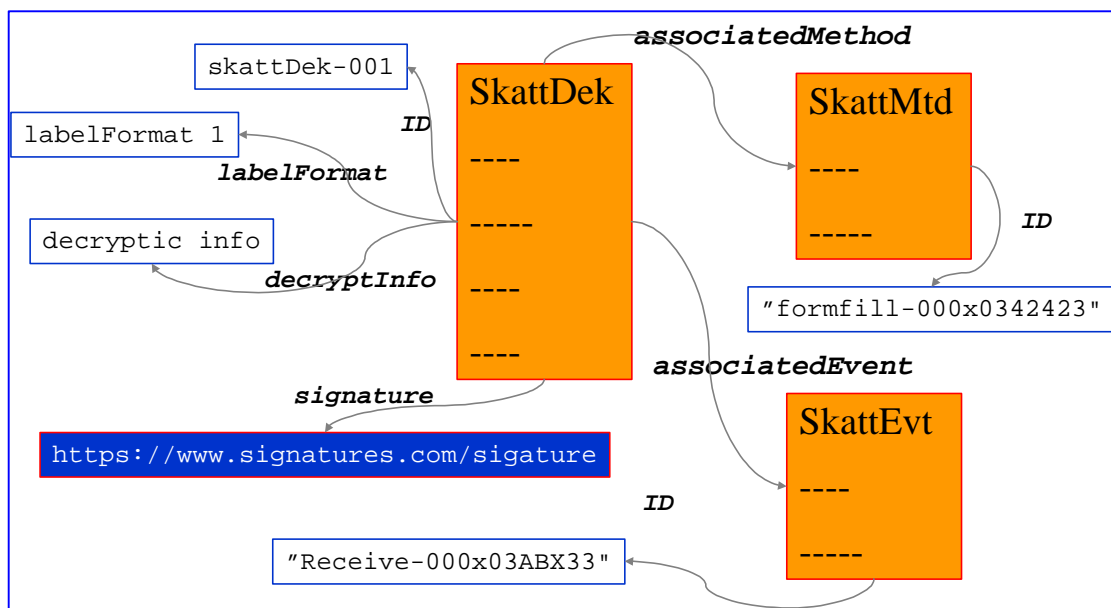 associatedMethod
skattDek-001
SkattDek
SkattMtd
ID
labelFormat 1
labelFormat
----
----
-----
-----
ID
decryptic info
decryptInfo
----
"formfill-000x0342423"
----
associatedEvent
signature
SkattEvt
https://www.signatures.com/sigature
----
ID
-----
"Receive-000x03ABX33"